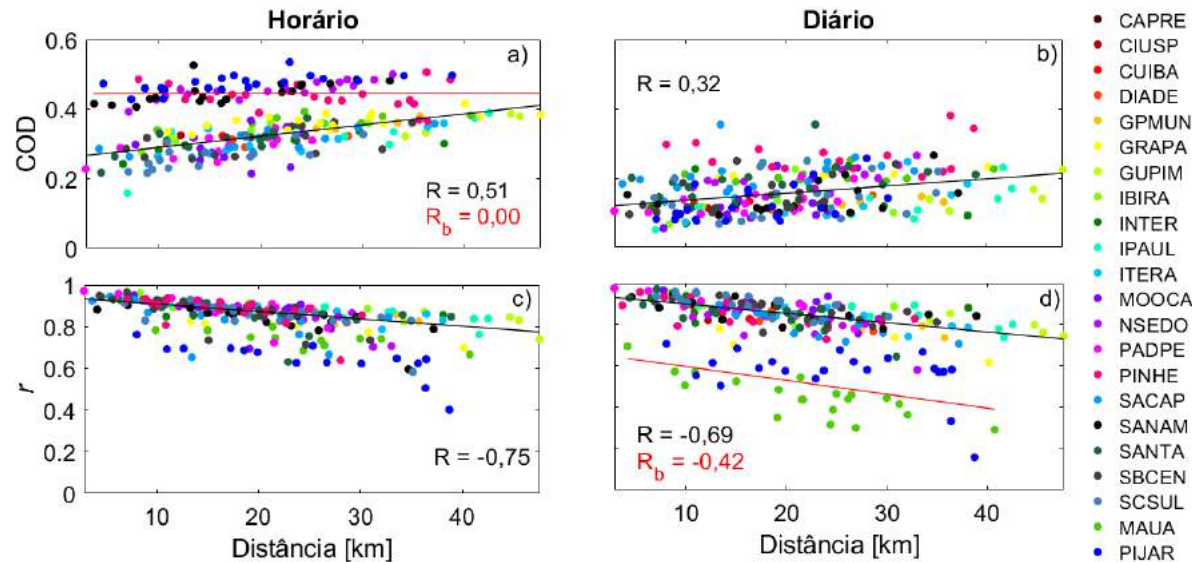 Horário
Diário
COD
0.6
0.4
0.2
0
a)
R = 0,51
R_b = 0,00
b)
R = 0,32
r
1
0.8
0.6
0.4
0.2
0
c)
R = -0,75
10 20 30 40
Distância [km]
d)
R = -0,69
R_b = -0,42
10 20 30 40
Distância [km]
CAPRE
CIUSP
CUIBA
DIADE
GPMUN
GRAPA
GUPIM
IBIRA
INTER
IPAUL
ITERA
MOOCA
NSEDO
PADPE
PINHE
SACAP
SANAM
SANTA
SBCEN
SCSUL
MAUA
PIJAR